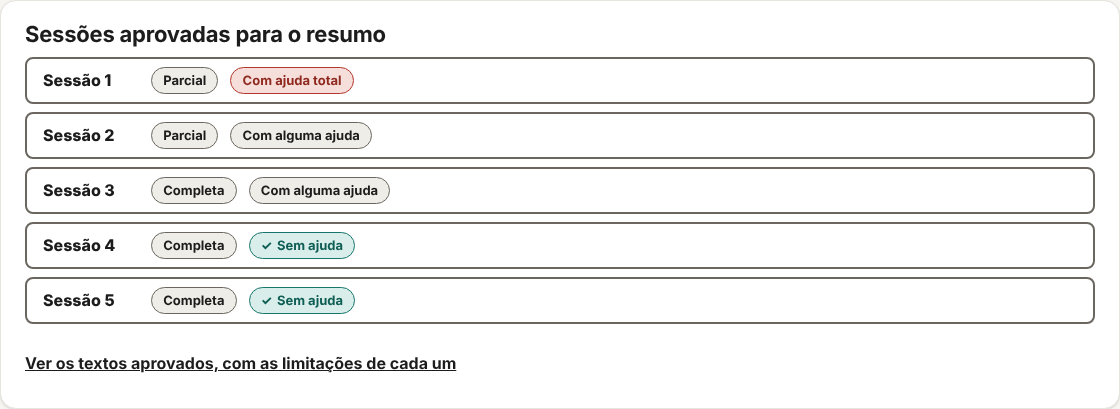 Sessões aprovadas para o resumo
Sessão 1 Parcial Com ajuda total
Sessão 2 Parcial Com alguma ajuda
Sessão 3 Completa Com alguma ajuda
Sessão 4 Completa ✓ Sem ajuda
Sessão 5 Completa ✓ Sem ajuda
Ver os textos aprovados, com as limitações de cada um